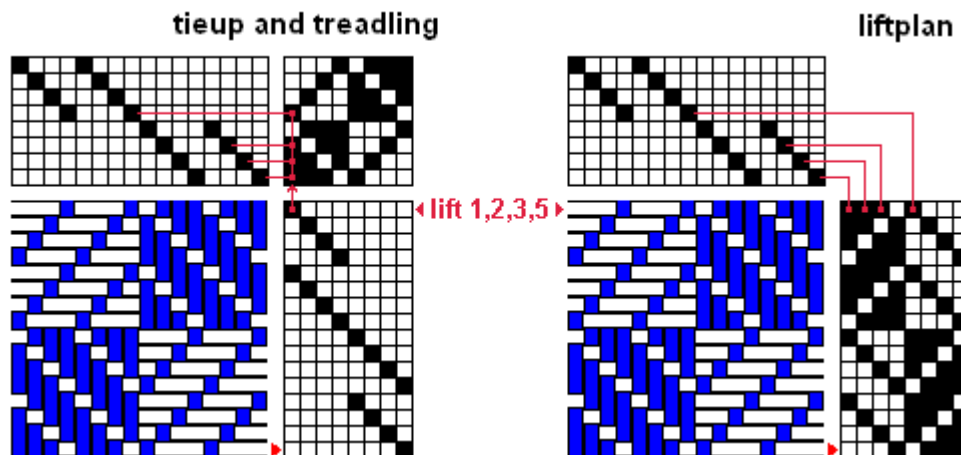 tieup and treadling
liftplan
lift 1,2,3,5